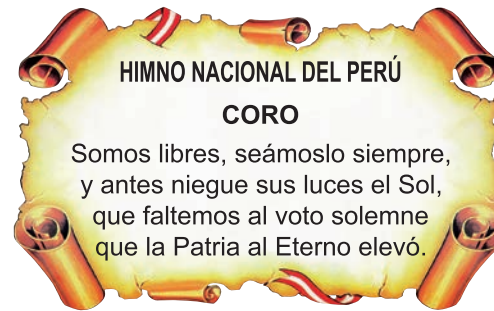 HIMNO NACIONAL DEL PERÚ
CORO
Somos libres, seámoslo siempre,
y antes niegue sus luces el Sol,
que faltemos al voto solemne
que la Patria al Eterno elevó.